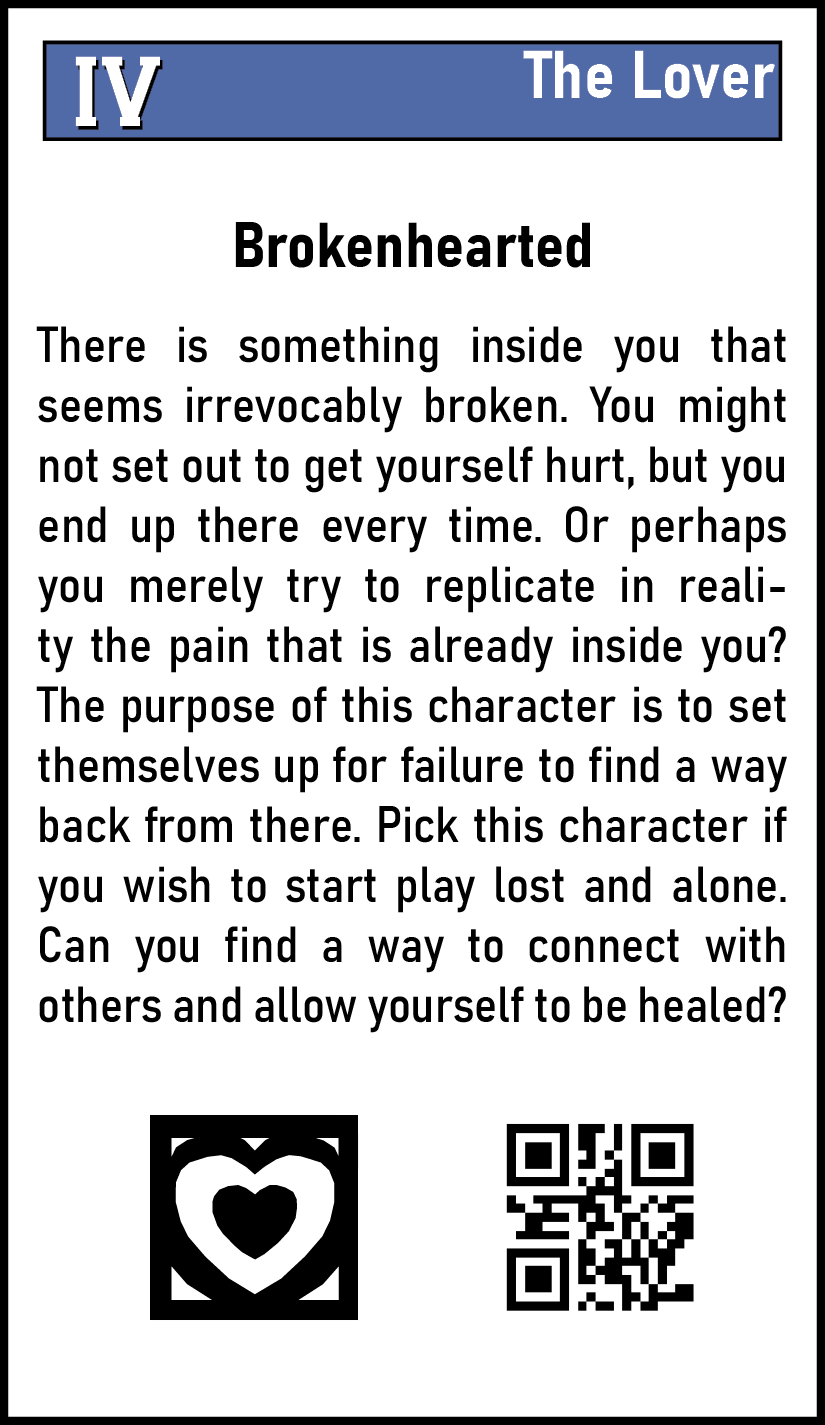 IV
The Lover
Brokenhearted
There is something inside you that
seems irrevocably broken. You might
not set out to get yourself hurt, but you
end up there every time. Or perhaps
you merely try to replicate in reali-
ty the pain that is already inside you?
The purpose of this character is to set
themselves up for failure to find a way
back from there. Pick this character if
you wish to start play lost and alone.
Can you find a way to connect with
others and allow yourself to be healed?